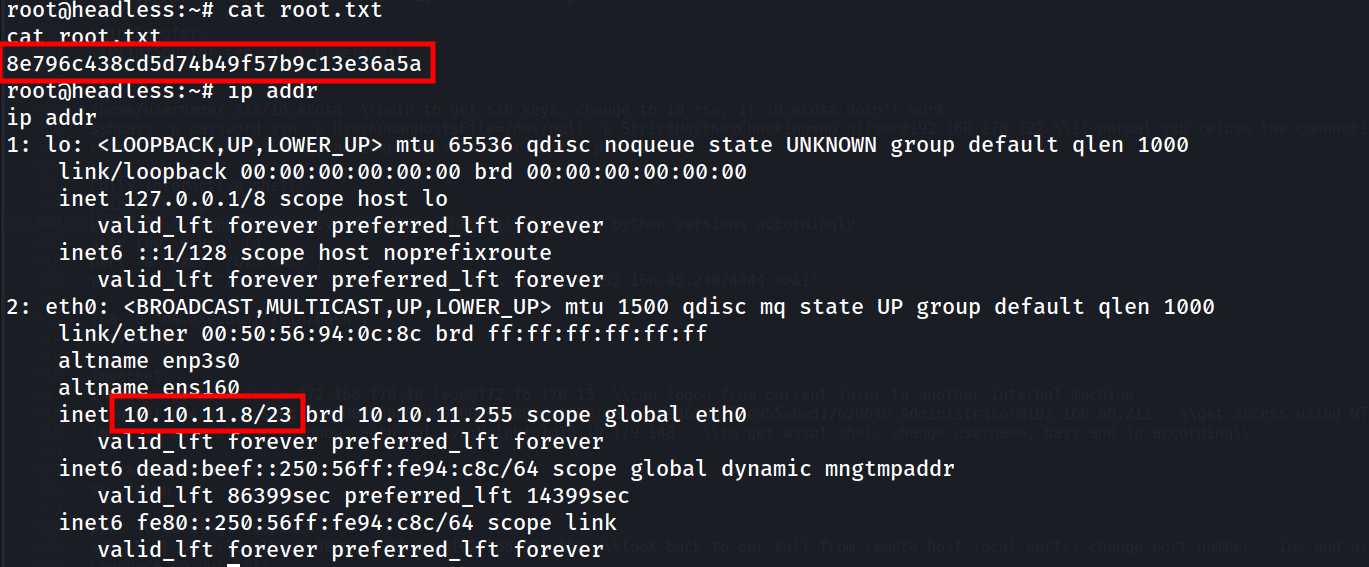 root@headless:~# cat root.txt
cat root.txt
8e796c438cd5d74b49f57b9c13e36a5a
root@headless:~# ip addr
ip addr
1: lo: <LOOPBACK,UP,LOWER_UP> mtu 65536 qdisc noqueue state UNKNOWN group default qlen 1000
link/loopback 00:00:00:00:00:00 brd 00:00:00:00:00:00
inet 127.0.0.1/8 scope host lo
valid_lft forever preferred_lft forever
inet6 ::1/128 scope host noprefixroute
valid_lft forever preferred_lft forever
2: eth0: <BROADCAST,MULTICAST,UP,LOWER_UP> mtu 1500 qdisc mq state UP group default qlen 1000
link/ether 00:50:56:94:0c:8c brd ff:ff:ff:ff:ff:ff
altname enp3s0
altname ens160
inet 10.10.11.8/23 brd 10.10.11.255 scope global eth0
valid_lft forever preferred_lft forever
inet6 dead:beef::250:56ff:fe94:c8c/64 scope global dynamic mngtmpaddr
valid_lft 86399sec preferred_lft 14399sec
inet6 fe80::250:56ff:fe94:c8c/64 scope link
valid_lft forever preferred_lft forever